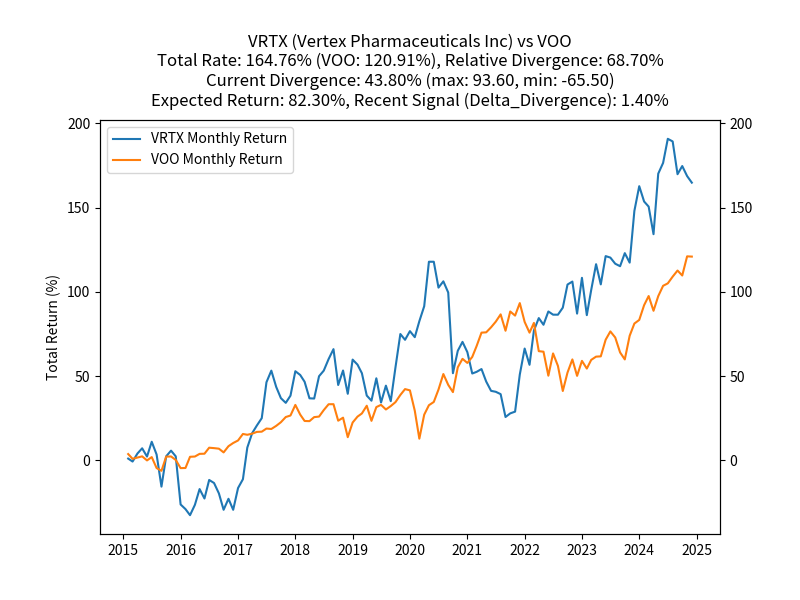 VRTX (Vertex Pharmaceuticals Inc) vs VOO
Total Rate: 164.76% (VOO: 120.91%), Relative Divergence: 68.70%
Current Divergence: 43.80% (max: 93.60, min: -65.50)
Expected Return: 82.30%, Recent Signal (Delta_Divergence): 1.40%
VRTX Monthly Return
VOO Monthly Return
Total Return (%)
200
150
100
50
0
200
150
100
50
0
2015 2016 2017 2018 2019 2020 2021 2022 2023 2024 2025